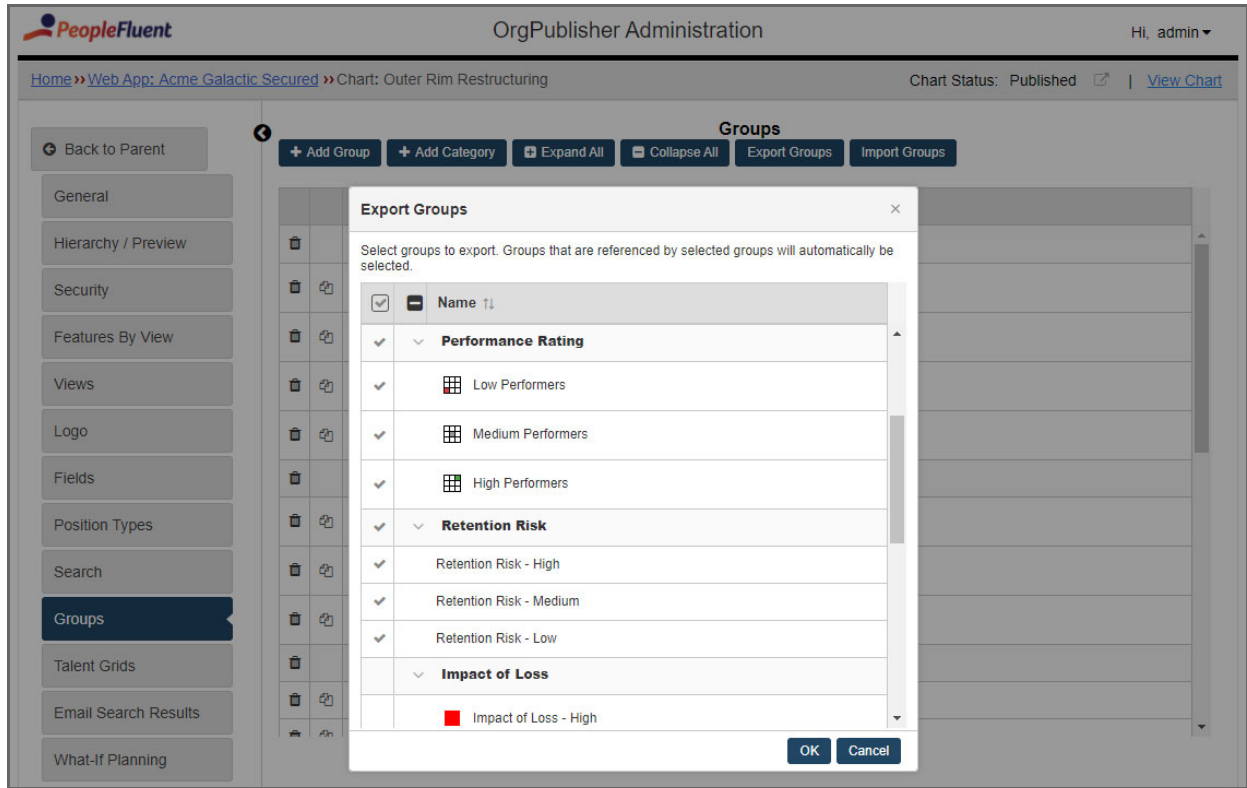 PeopleFluent
OrgPublisher Administration
Hi, admin
Home » Web App: Acme Galactic Secured » Chart: Outer Rim Restructuring
Chart Status: Published | View Chart
Groups
Back to Parent
Add Group
Add Category
Expand All
Collapse All
Export Groups
Import Groups
General
Hierarchy / Preview
Security
Features By View
Views
Logo
Fields
Position Types
Search
Groups
Talent Grids
Email Search Results
What-If Planning
Export Groups
Select groups to export. Groups that are referenced by selected groups will automatically be
selected.
Name
Performance Rating
Low Performers
Medium Performers
High Performers
Retention Risk
Retention Risk - High
Retention Risk - Medium
Retention Risk - Low
Impact of Loss
Impact of Loss - High
OK
Cancel